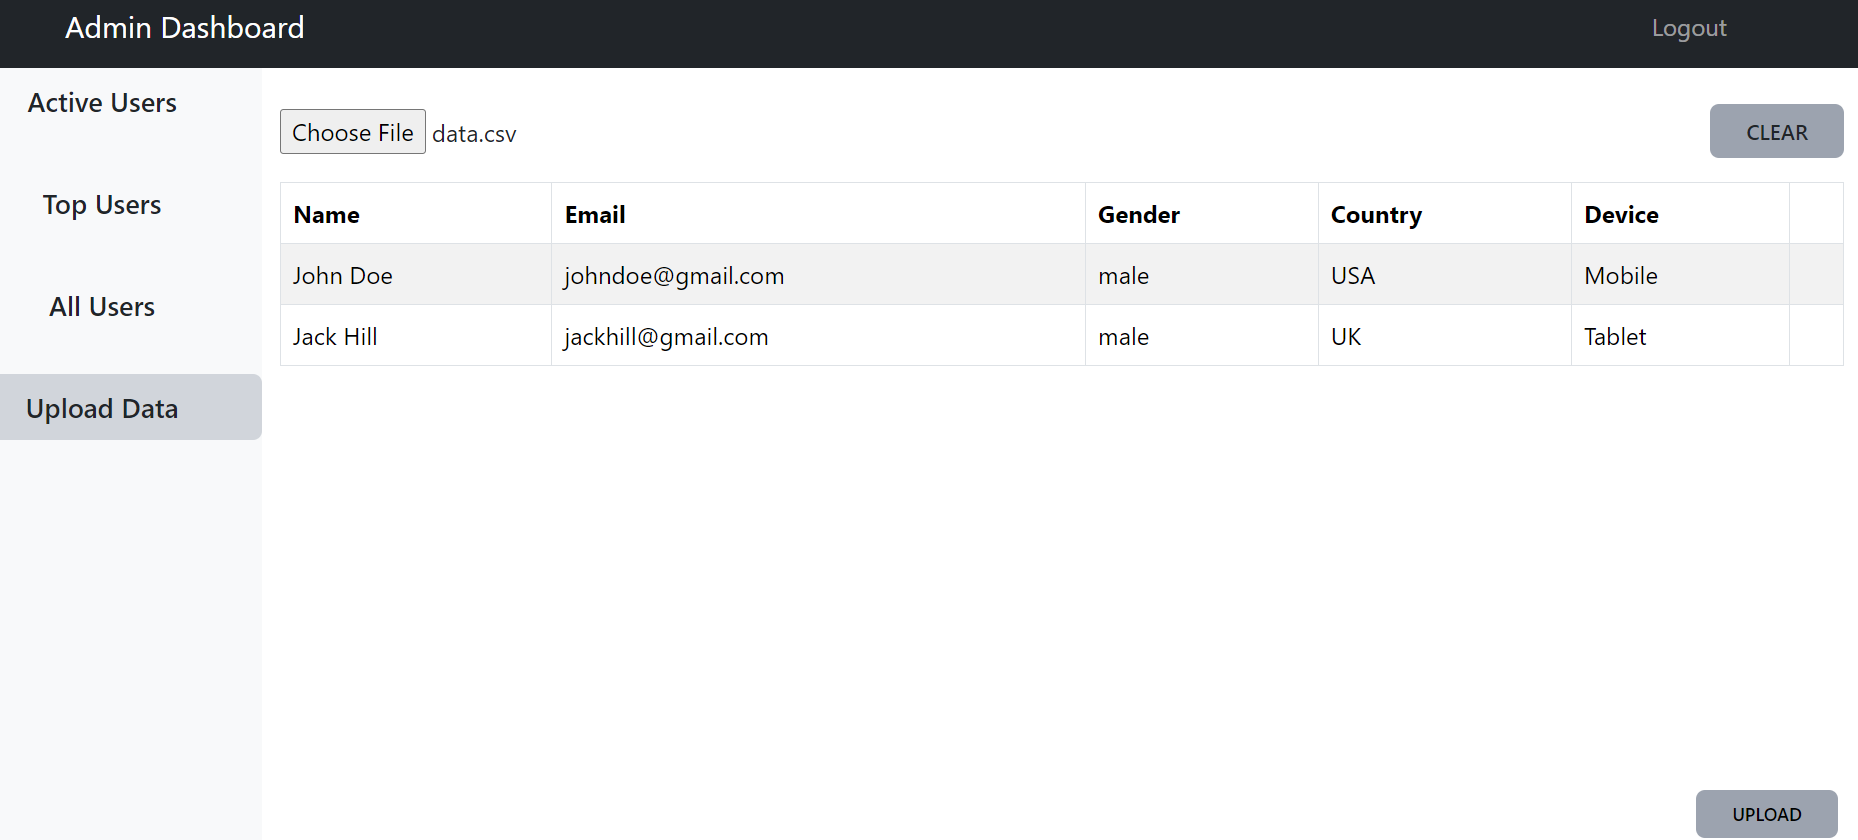 Admin Dashboard Logout
Active Users
Top Users
All Users
Upload Data
Choose File data.csv CLEAR
Name Email Gender Country Device
John Doe johndoe@gmail.com male USA Mobile
Jack Hill jackhill@gmail.com male UK Tablet
UPLOAD